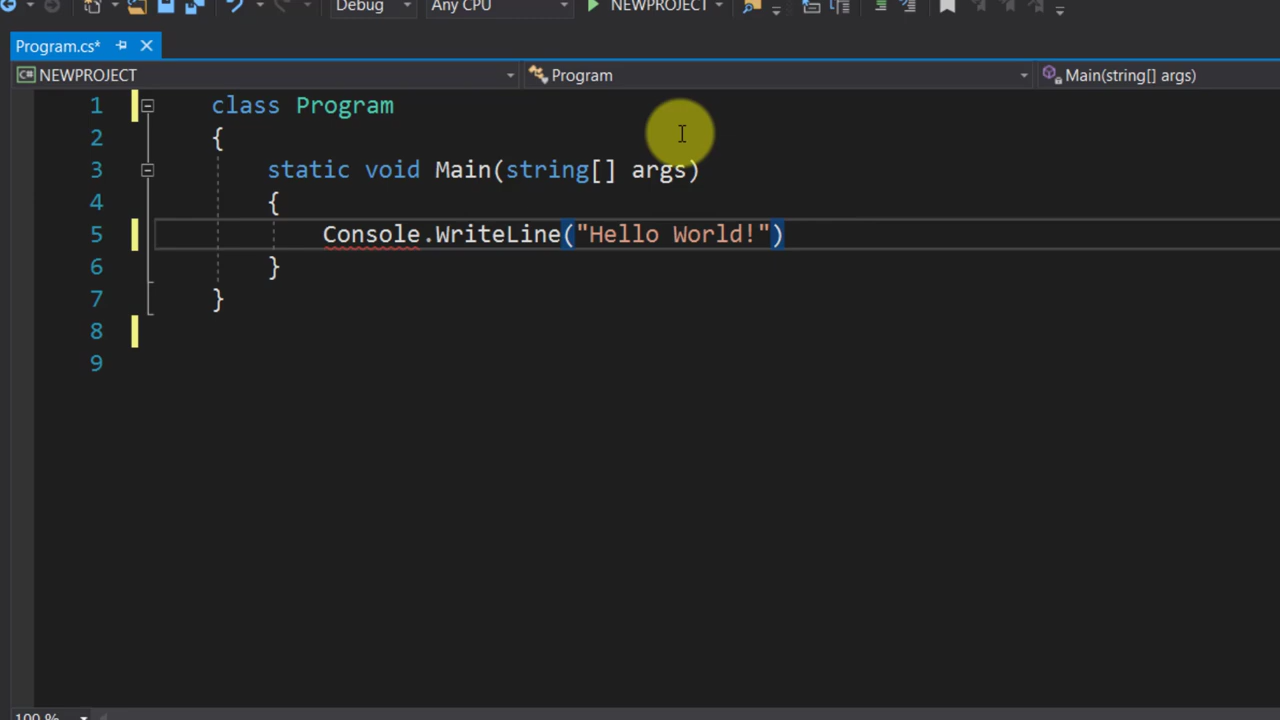 Debug Any CPU NEWPROJECT
Program.cs*
C# NEWPROJECT Program Main(string[] args)
1 class Program
2 {
3 static void Main(string[] args)
4 {
5 Console.WriteLine("Hello World!")
6 }
7 }
8
9
100 %